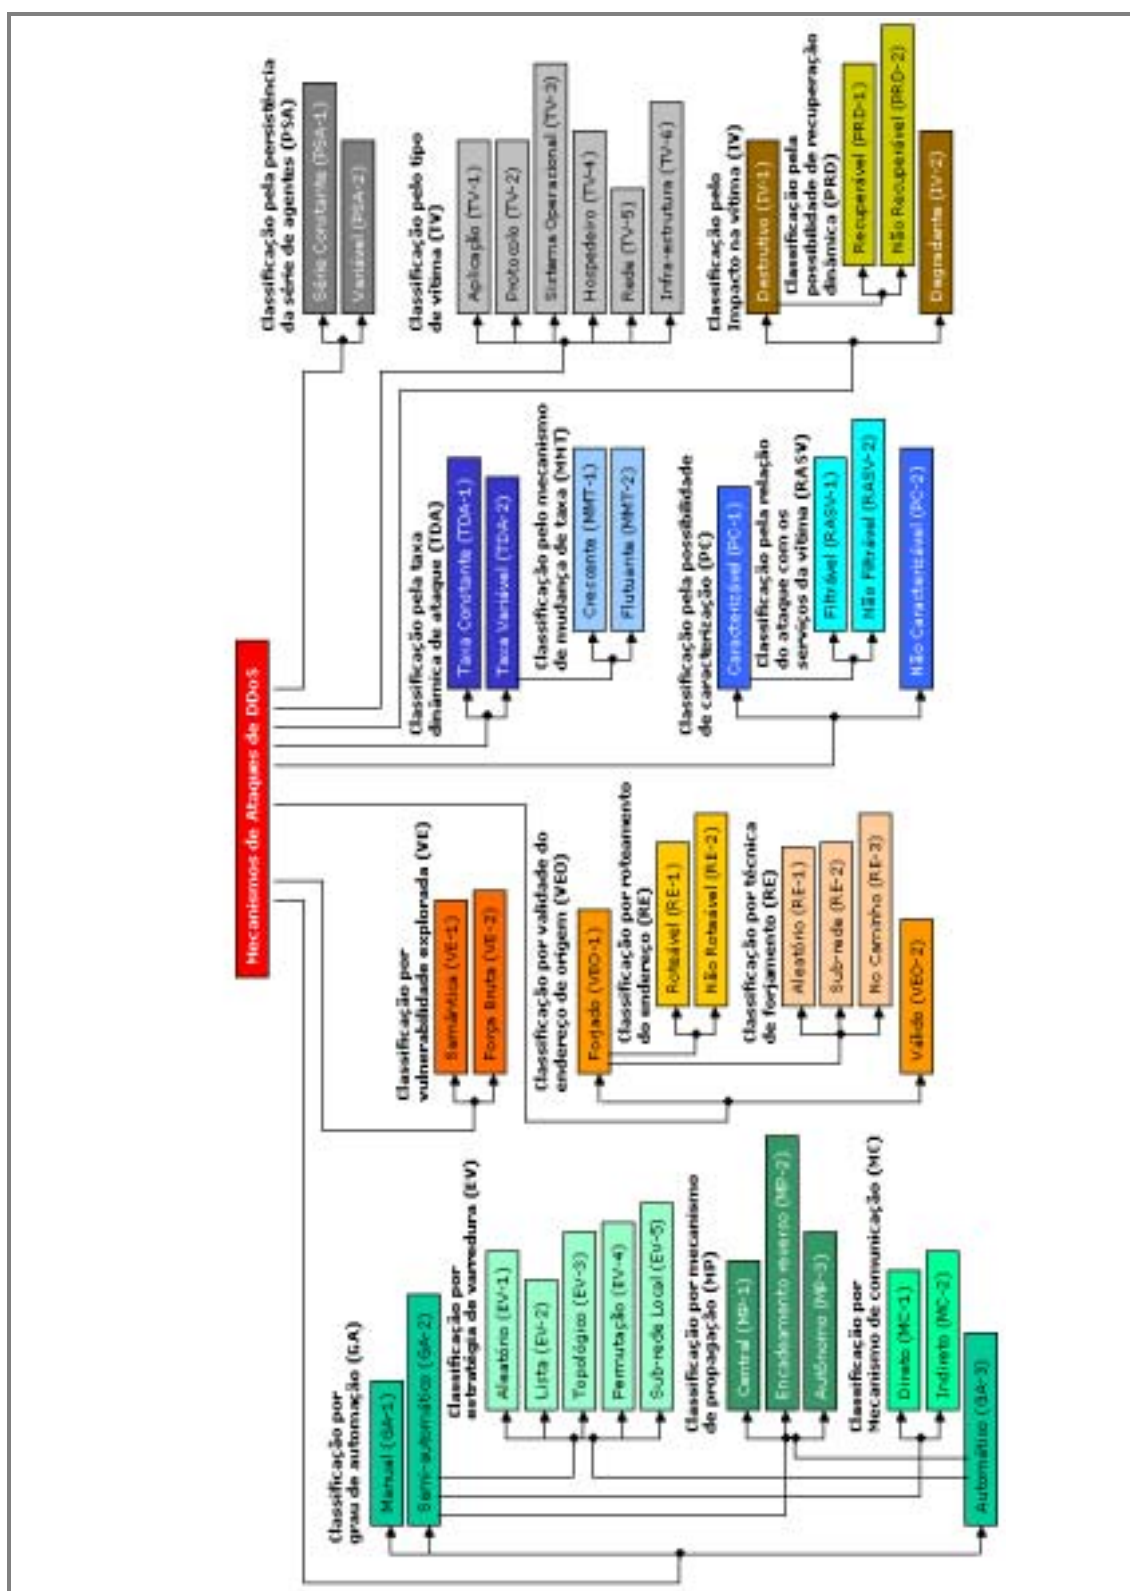 Mecanismos de Ataques de DDoS
Classificação por
grau de automação (GA)
Manual (GA-1)
Semi-automático (GA-2)
Classificação por
estratégia de varredura (EV)
Aleatório (EV-1)
Lista (EV-2)
Topológico (EV-3)
Permutação (EV-4)
Sub-rede Local (EV-5)
Classificação por mecanismo
de propagação (MP)
Central (MP-1)
Encadeamento reverso (MP-2)
Autônomo (MP-3)
Classificação por
Mecanismo de comunicação (MC)
Direto (MC-1)
Indireto (MC-2)
Automático (GA-3)
Classificação por
vulnerabilidade explorada (VE)
Semântica (VE-1)
Força Bruta (VE-2)
Classificação por validade do
endereço de origem (VEO)
Forjado (VEO-1)
Classificação por roteamento
do endereço (RE)
Roteável (RE-1)
Não Roteável (RE-2)
Classificação por técnica
de forjamento (RE)
Aleatório (RE-1)
Sub-rede (RE-2)
No Caminho (RE-3)
Válido (VEO-2)
Classificação pela taxa
dinâmica de ataque (TDA)
Taxa Constante (TDA-1)
Taxa Variável (TDA-2)
Classificação pelo mecanismo
de mudança de taxa (MMT)
Crescente (MMT-1)
Flutuante (MMT-2)
Classificação pela possibilidade
de caracterização (PC)
Caracterizável (PC-1)
Classificação pela relação
do ataque com os
serviços da vítima (RASV)
Filtrável (RASV-1)
Não Filtrável (RASV-2)
Não Caracterizável (PC-2)
Classificação pela persistência
da série de agentes (PSA)
Série Constante (PSA-1)
Variável (PSA-2)
Classificação pelo tipo
de vítima (TV)
Aplicação (TV-1)
Protocolo (TV-2)
Sistema Operacional (TV-3)
Hospedeiro (TV-4)
Rede (TV-5)
Infra-estrutura (TV-6)
Classificação pelo
Impacto na vítima (IV)
Destrutivo (IV-1)
Classificação pela
possibilidade de recuperação
dinâmica (PRD)
Recuperável (PRD-1)
Não Recuperável (PRD-2)
Degradante (IV-2)